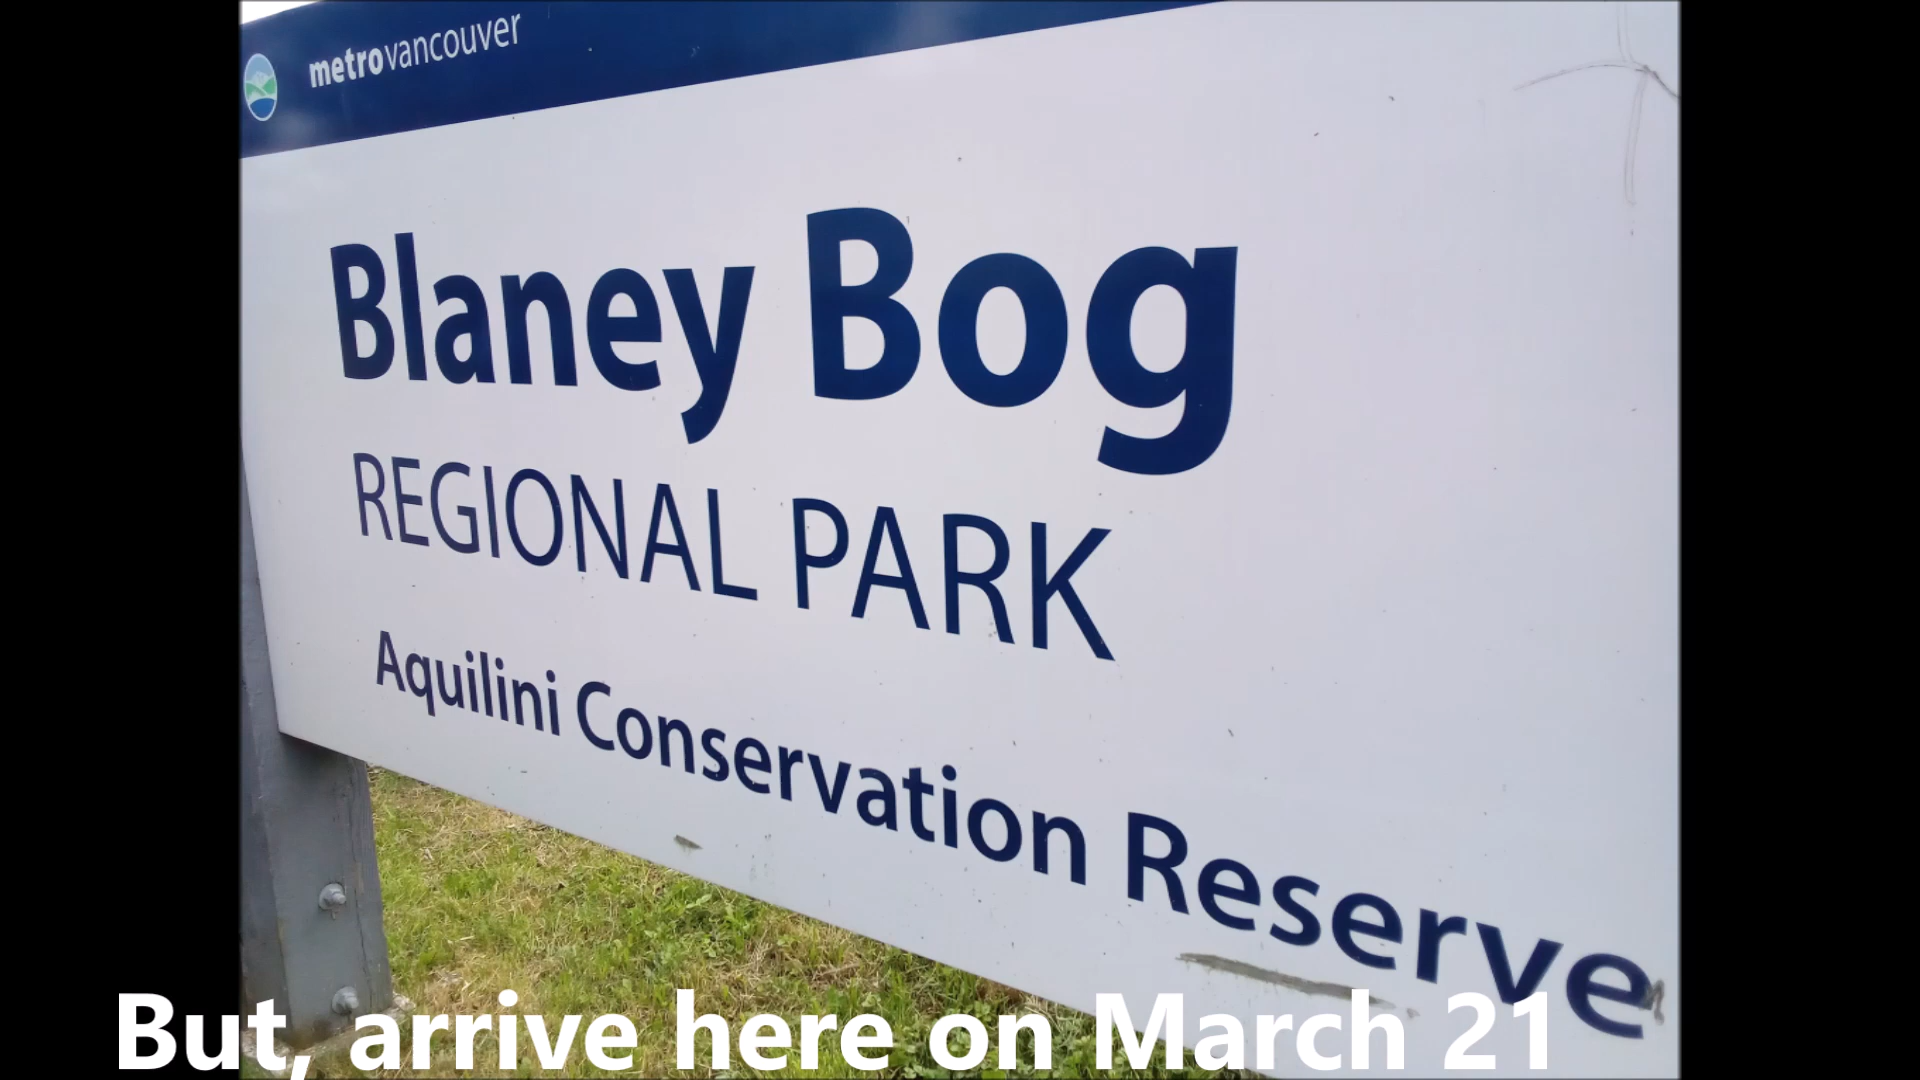 metrovancouver
Blaney Bog
REGIONAL PARK
Aquilini Conservation Reserve
But, arrive here on March 21